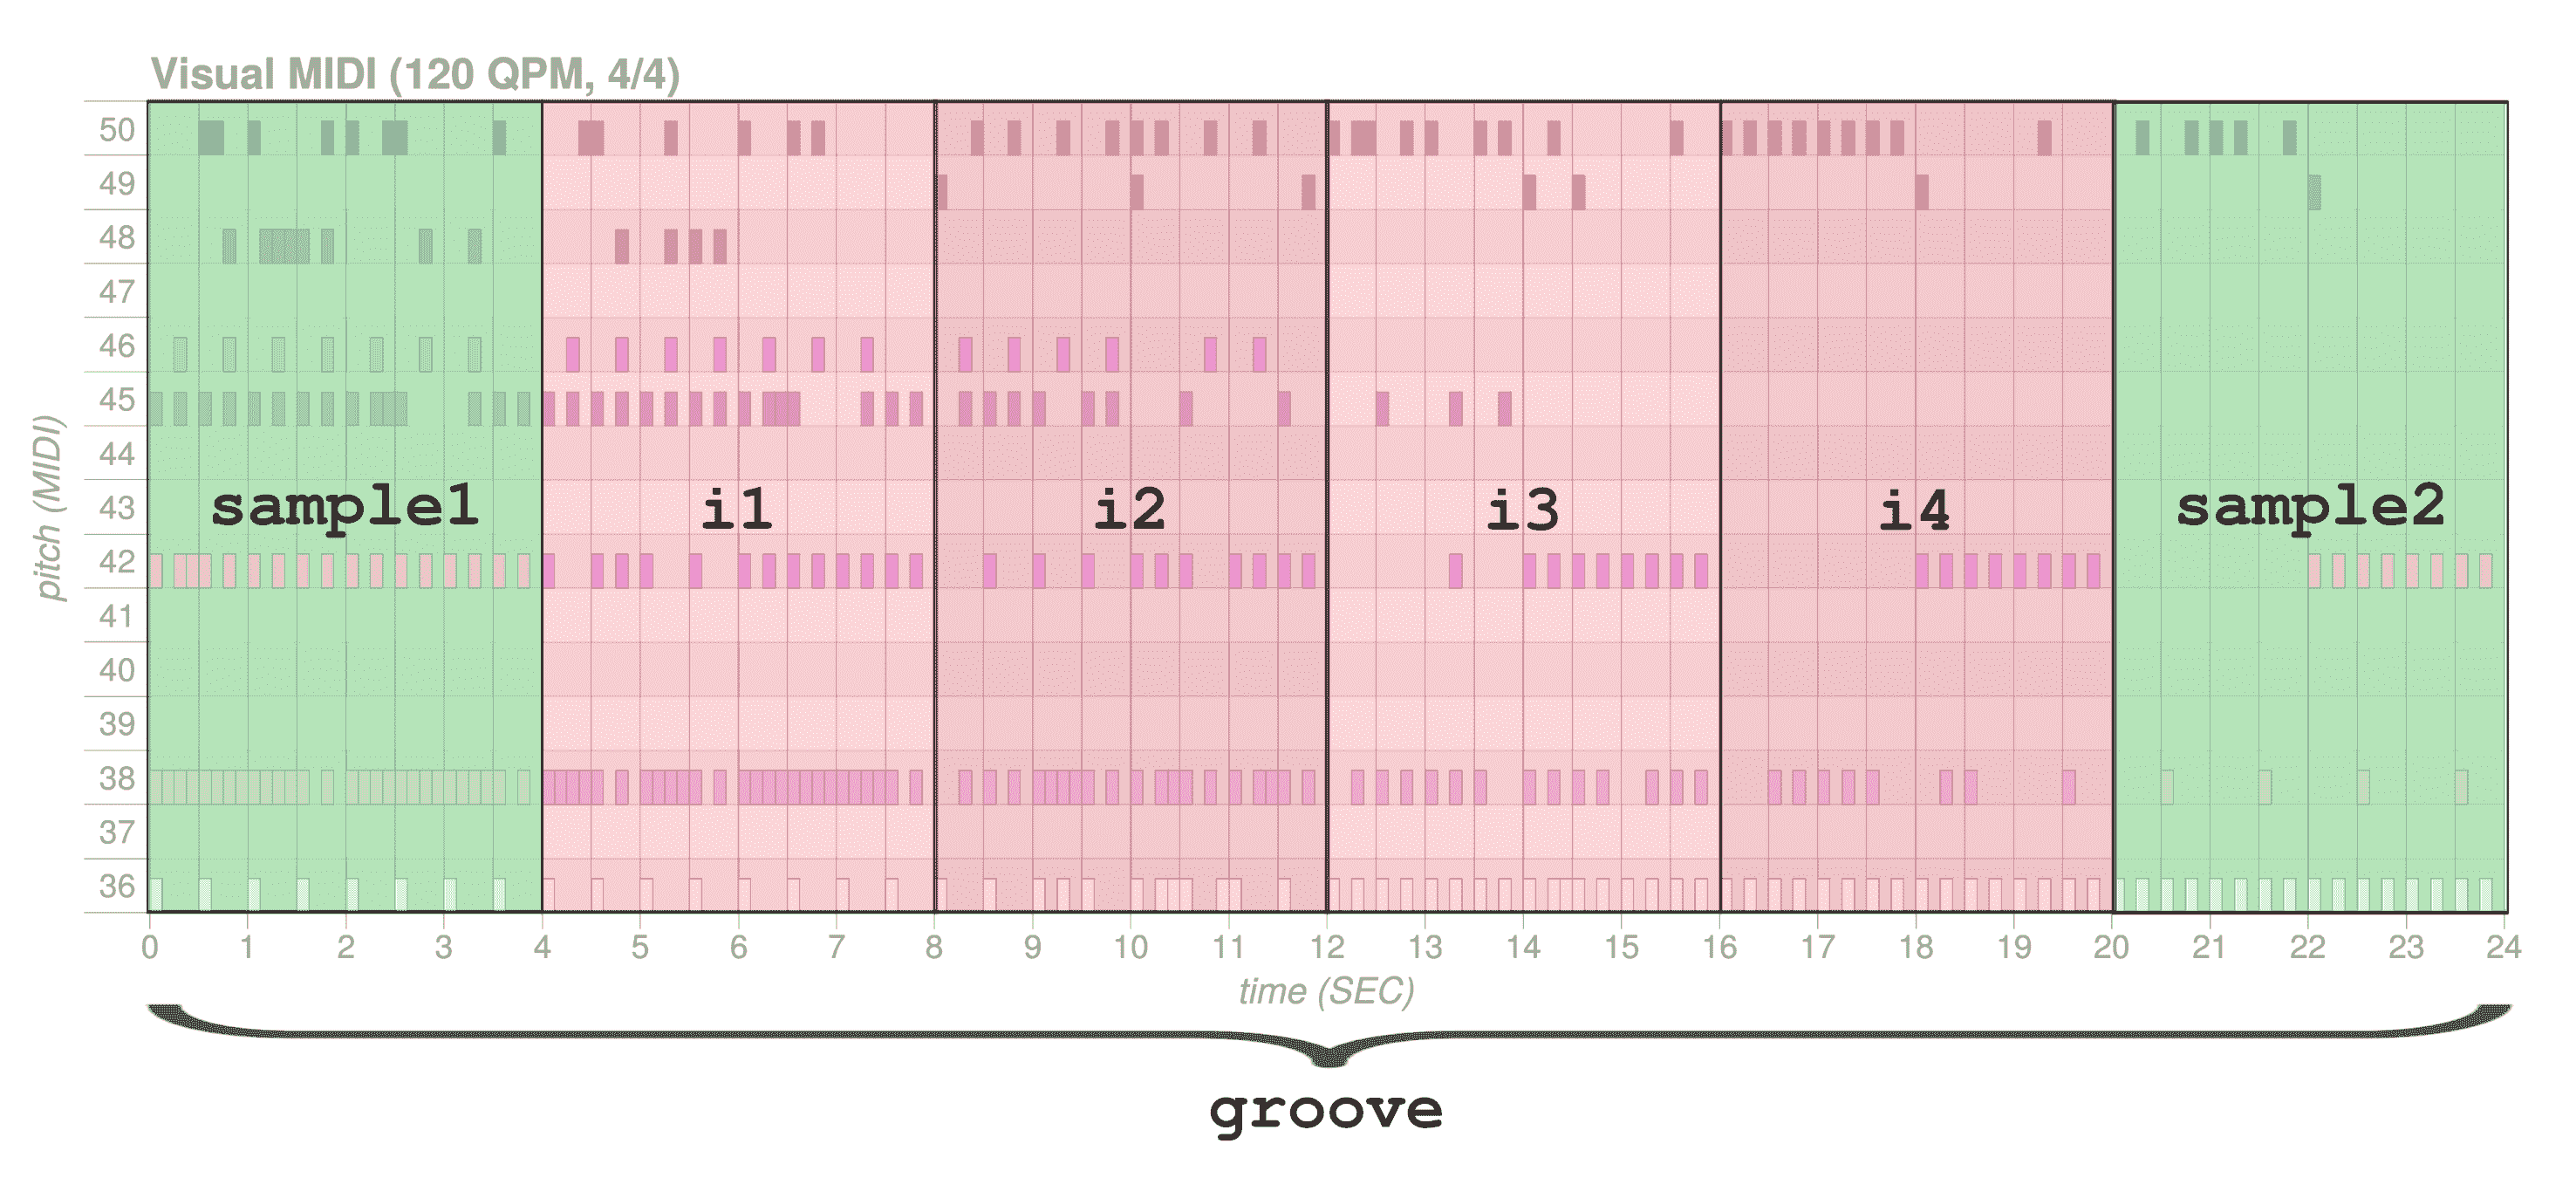 Visual MIDI (120 QPM, 4/4)
50
49
48
47
46
45
44
43
42
41
40
39
38
37
36
pitch (MIDI)
sample1 i1 i2 i3 i4 sample2
0 1 2 3 4 5 6 7 8 9 10 11 12 13 14 15 16 17 18 19 20 21 22 23 24
time (SEC)
groove